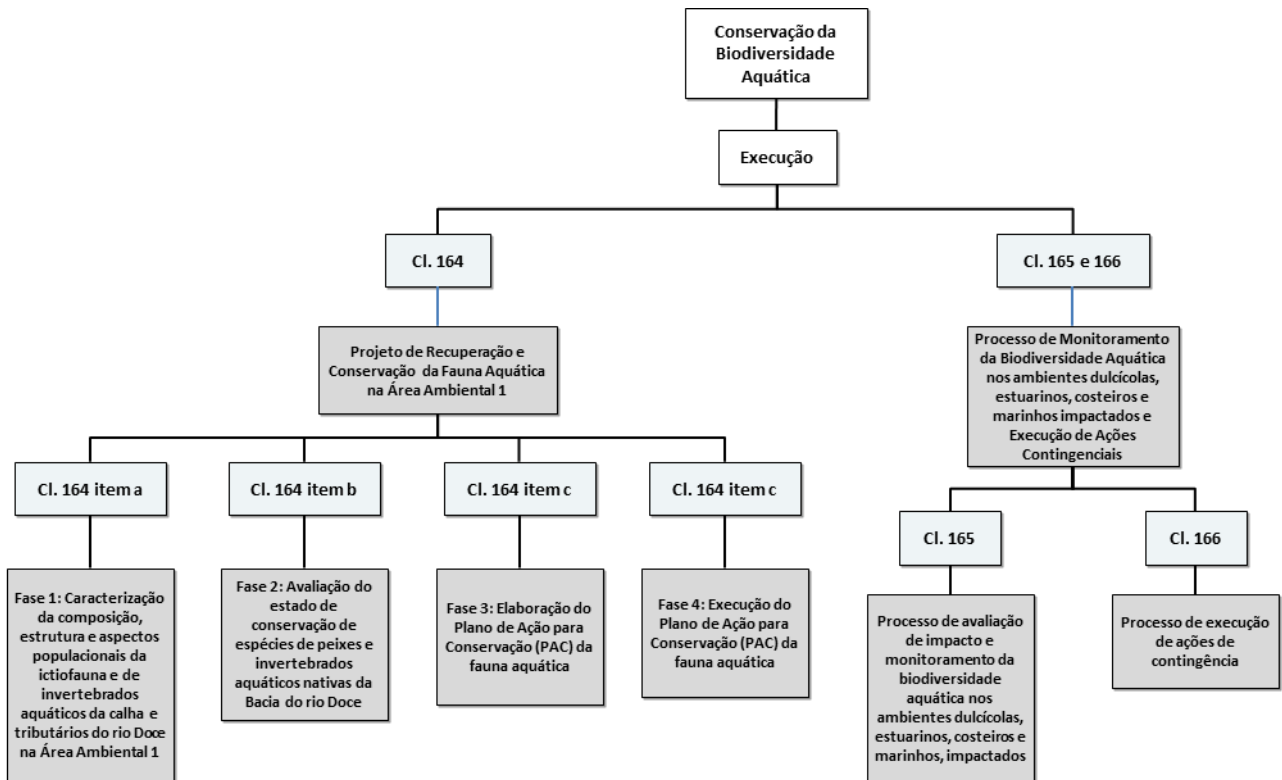 Conservação da
Biodiversidade
Aquática
Execução
Cl. 164
Cl. 165 e 166
Projeto de Recuperação e
Conservação da Fauna Aquática
na Área Ambiental 1
Processo de Monitoramento
da Biodiversidade Aquática
nos ambientes dulcícolas,
estuarinos, costeiros e
marinhos impactados e
Execução de Ações
Contingenciais
Cl. 164 item a
Cl. 164 item b
Cl. 164 item c
Cl. 164 item c
Cl. 165
Cl. 166
Fase 1: Caracterização
da composição,
estrutura e aspectos
populacionais da
ictiofauna e de
invertebrados
aquáticos da calha e
tributários do rio Doce
na Área Ambiental 1
Fase 2: Avaliação do
estado de
conservação de
espécies de peixes e
invertebrados
aquáticos nativas da
Bacia do rio Doce
Fase 3: Elaboração do
Plano de Ação para
Conservação (PAC) da
fauna aquática
Fase 4: Execução do
Plano de Ação para
Conservação (PAC) da
fauna aquática
Processo de avaliação
de impacto e
monitoramento da
biodiversidade
aquática nos
ambientes dulcícolas,
estuarinos, costeiros e
marinhos, impactados
Processo de execução
de ações de
contingência